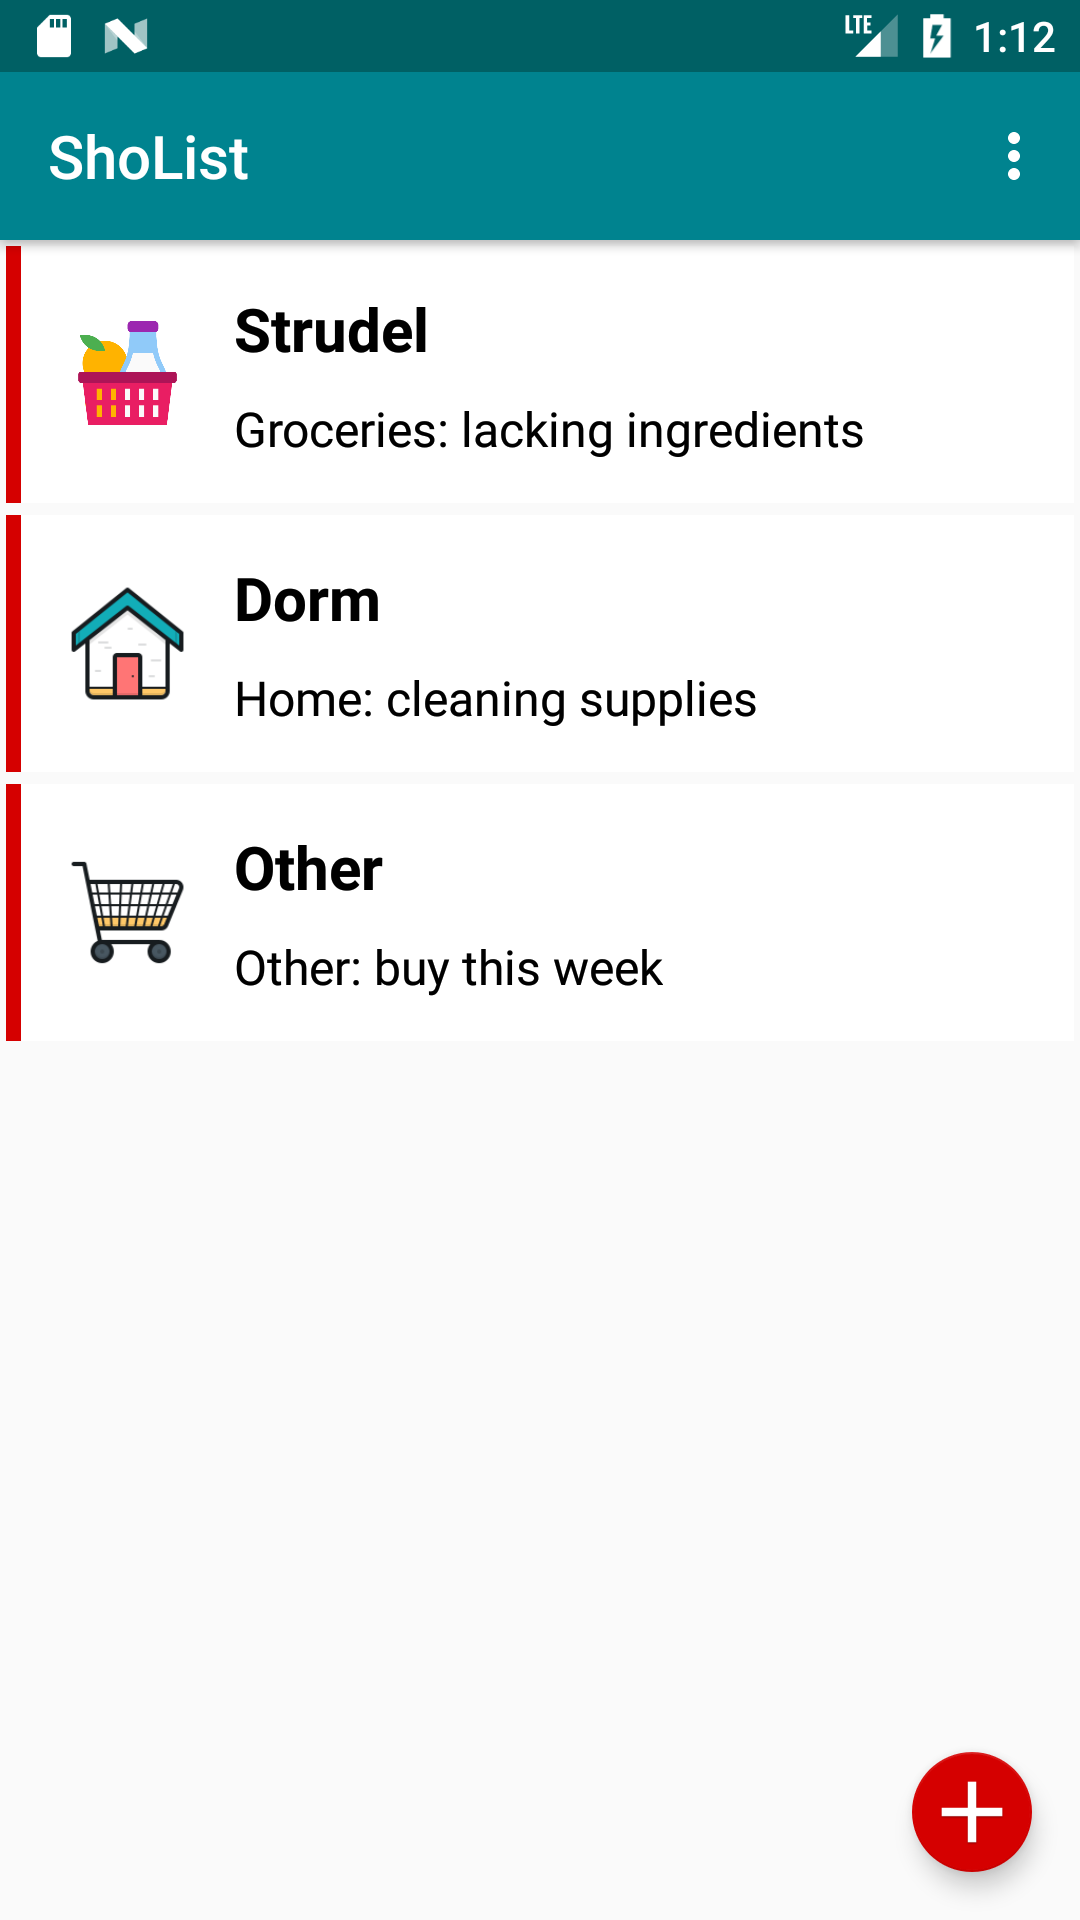 LTE 1:12
ShoList
Strudel
Groceries: lacking ingredients
Dorm
Home: cleaning supplies
Other
Other: buy this week